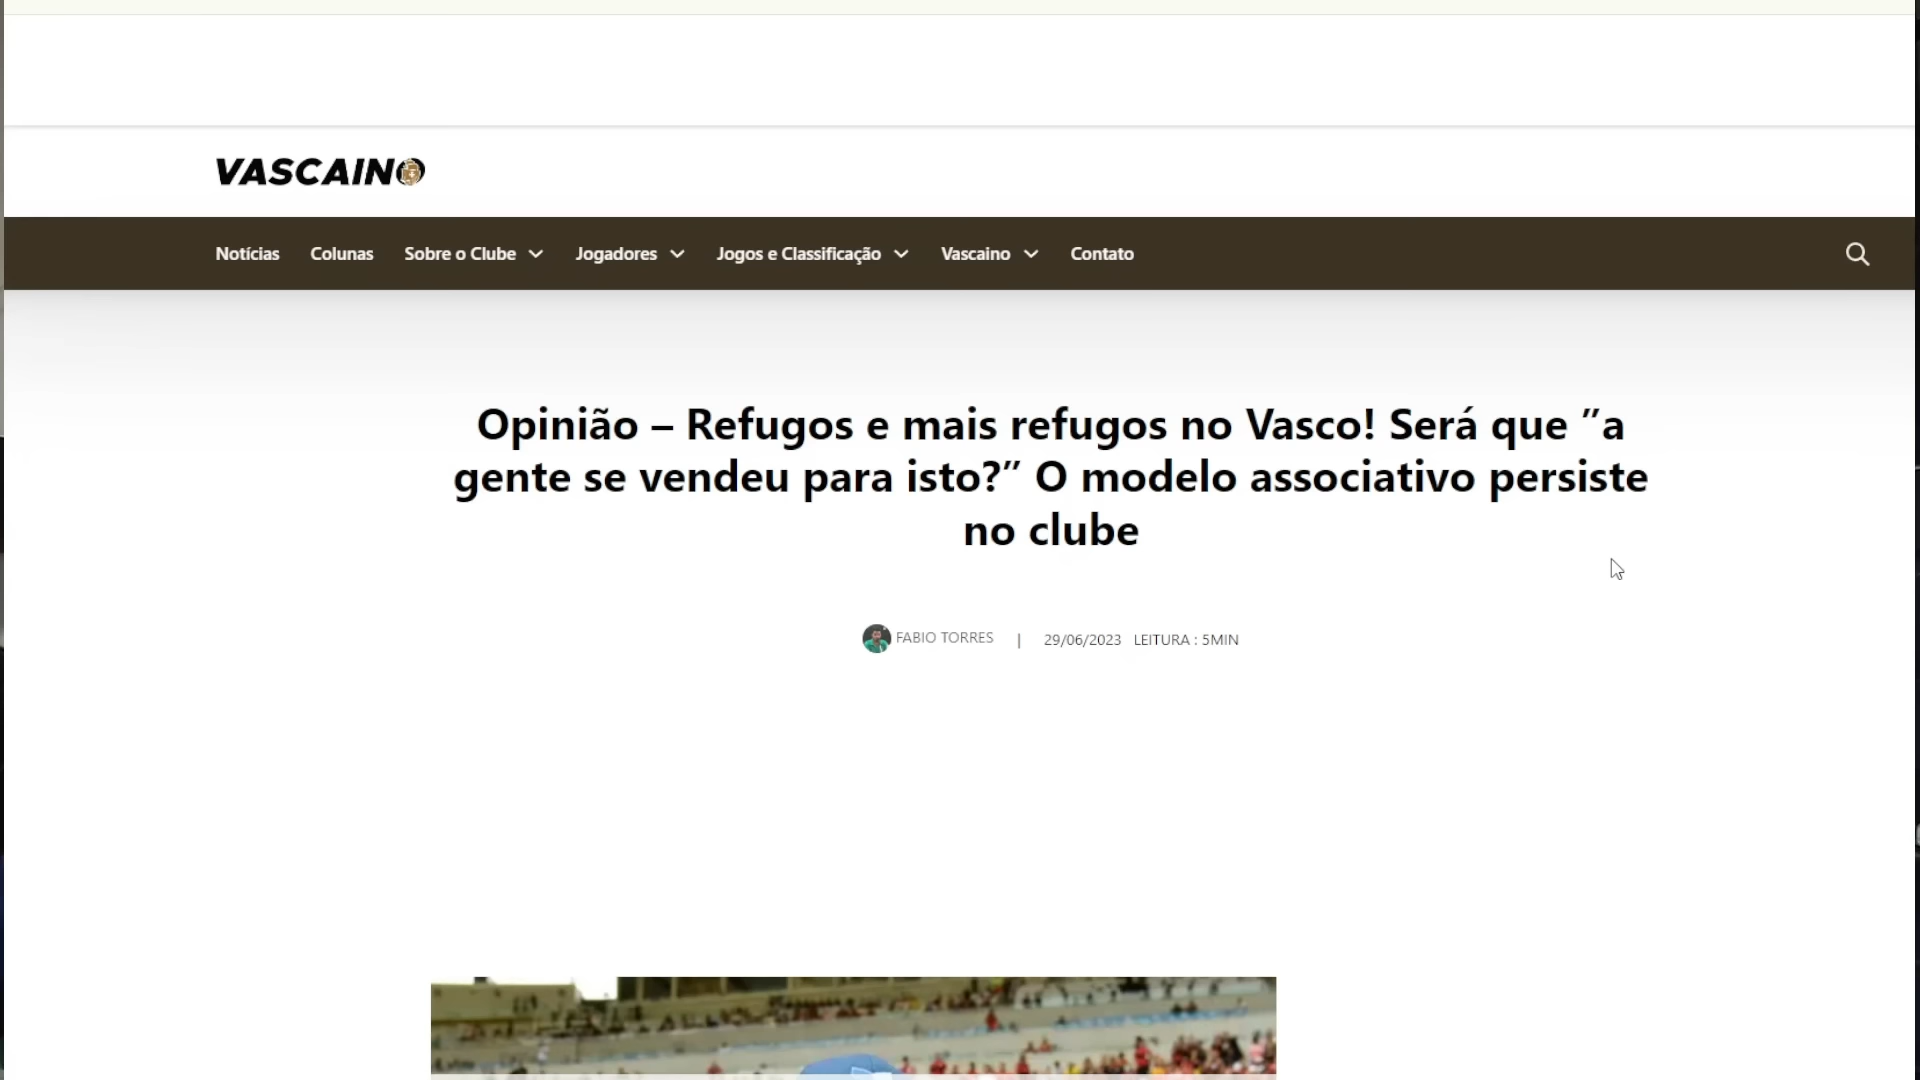 VASCAINO
Notícias Colunas Sobre o Clube Jogadores Jogos e Classificação Vascaino Contato
Opinião – Refugos e mais refugos no Vasco! Será que ”a
gente se vendeu para isto?” O modelo associativo persiste
no clube
FABIO TORRES | 29/06/2023 LEITURA : 5MIN